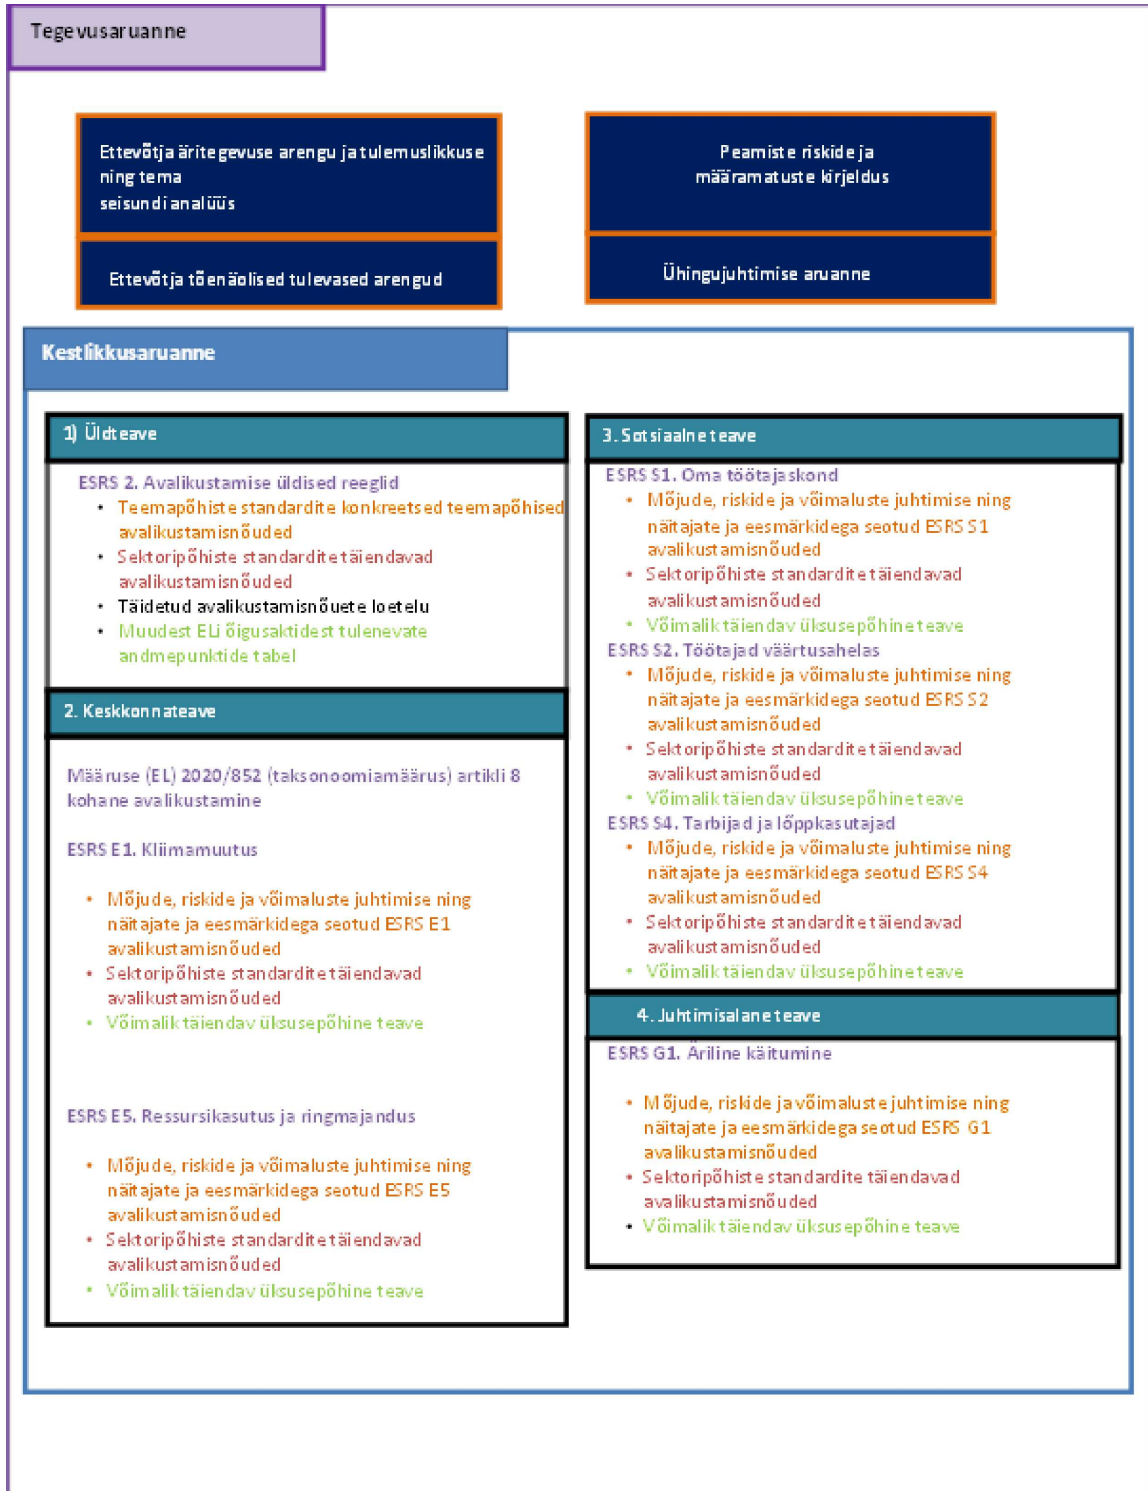 Tegevusaruanne
Ettevõtja äritegevuse arengu ja tulemuslikkuse
ning tema
seisundi analüüs
Peamiste riskide ja
määramatuste kirjeldus
Ettevõtja tõenäolised tulevased arengud
Ühingujuhtimise aruanne
Kestlikkusaruanne
1) Üldteave
ESRS 2. Avalikustamise üldised reeglid
• Teemapõhiste standardite konkreetsed teemapõhised
avalikustamisnõuded
• Sektoripõhiste standardite täiendavad
avalikustamisnõuded
• Täidetud avalikustamisnõuete loetelu
• Muudest ELi õigusaktidest tulenevate
andmepunktide tabel
2. Keskkonnateave
Määruse (EL) 2020/852 (taksonoomiamäärus) artikli 8
kohane avalikustamine
ESRS E1. Kliimamuutus
• Mõjude, riskide ja võimaluste juhtimise ning
näitajate ja eesmärkidega seotud ESRS E1
avalikustamisnõuded
• Sektoripõhiste standardite täiendavad
avalikustamisnõuded
• Võimalik täiendav üksusepõhine teave
ESRS E5. Ressursikasutus ja ringmajandus
• Mõjude, riskide ja võimaluste juhtimise ning
näitajate ja eesmärkidega seotud ESRS E5
avalikustamisnõuded
• Sektoripõhiste standardite täiendavad
avalikustamisnõuded
• Võimalik täiendav üksusepõhine teave
3. Sotsiaalne teave
ESRS S1. Oma töötajaskond
• Mõjude, riskide ja võimaluste juhtimise ning
näitajate ja eesmärkidega seotud ESRS S1
avalikustamisnõuded
• Sektoripõhiste standardite täiendavad
avalikustamisnõuded
• Võimalik täiendav üksusepõhine teave
ESRS S2. Töötajad väärtusahelas
• Mõjude, riskide ja võimaluste juhtimise ning
näitajate ja eesmärkidega seotud ESRS S2
avalikustamisnõuded
• Sektoripõhiste standardite täiendavad
avalikustamisnõuded
• Võimalik täiendav üksusepõhine teave
ESRS S4. Tarbijad ja lõppkasutajad
• Mõjude, riskide ja võimaluste juhtimise ning
näitajate ja eesmärkidega seotud ESRS S4
avalikustamisnõuded
• Sektoripõhiste standardite täiendavad
avalikustamisnõuded
• Võimalik täiendav üksusepõhine teave
4. Juhtimisalane teave
ESRS G1. Äriline käitumine
• Mõjude, riskide ja võimaluste juhtimise ning
näitajate ja eesmärkidega seotud ESRS G1
avalikustamisnõuded
• Sektoripõhiste standardite täiendavad
avalikustamisnõuded
• Võimalik täiendav üksusepõhine teave